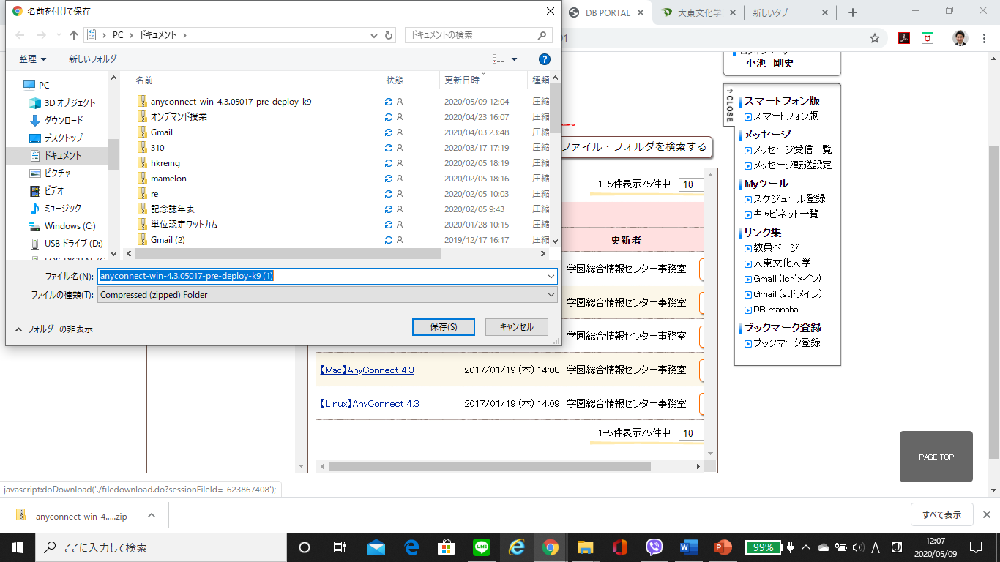 名前を付けて保存
DB PORTAL
大東文化学
新しいタブ
PC › ドキュメント ›
ドキュメントの検索
整理
新しいフォルダー
PC
3D オブジェクト
ダウンロード
デスクトップ
ドキュメント
ピクチャ
ビデオ
ミュージック
Windows (C:)
USB ドライブ (D:)
名前 状態 更新日時 種類
anyconnect-win-4.3.05017-pre-deploy-k9 2020/05/09 12:04 圧縮
オンデマンド授業 2020/04/23 16:07 圧縮
Gmail 2020/04/03 23:48 圧縮
310 2020/03/17 17:19 圧縮
hkreing 2020/02/05 18:19 圧縮
mamelon 2020/02/05 18:16 圧縮
re 2020/02/05 10:03 圧縮
記念誌年表 2020/02/05 9:43 圧縮
単位認定ワットカム 2020/01/28 10:15 圧縮
Gmail (2) 2019/12/17 16:17 圧縮
ファイル名(N): anyconnect-win-4.3.05017-pre-deploy-k9 (1)
ファイルの種類(T): Compressed (zipped) Folder
フォルダーの非表示
保存(S)
キャンセル
ファイル・フォルダを検索する
1-5件表示/5件中 10
更新者
学園総合情報センター事務室
学園総合情報センター事務室
学園総合情報センター事務室
【Mac】AnyConnect 4.3 2017/01/19 (木) 14:08 学園総合情報センター事務室
【Linux】AnyConnect 4.3 2017/01/19 (木) 14:09 学園総合情報センター事務室
1-5件表示/5件中 10
小池 剛史
CLOSE
スマートフォン版
スマートフォン版
メッセージ
メッセージ受信一覧
メッセージ転送設定
Myツール
スケジュール登録
キャビネット一覧
リンク集
教員ページ
大東文化大学
Gmail (icドメイン)
Gmail (stドメイン)
DB manaba
ブックマーク登録
ブックマーク登録
PAGE TOP
javascript:doDownload('./filedownload.do?sessionFileId=-623867408');
anyconnect-win-4.....zip
すべて表示
ここに入力して検索
99%
A
12:07
2020/05/09